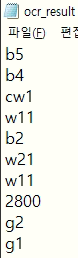 ocr_result
파일(F) 편집
b5
b4
cw1
w11
b2
w21
w11
2800
g2
g1